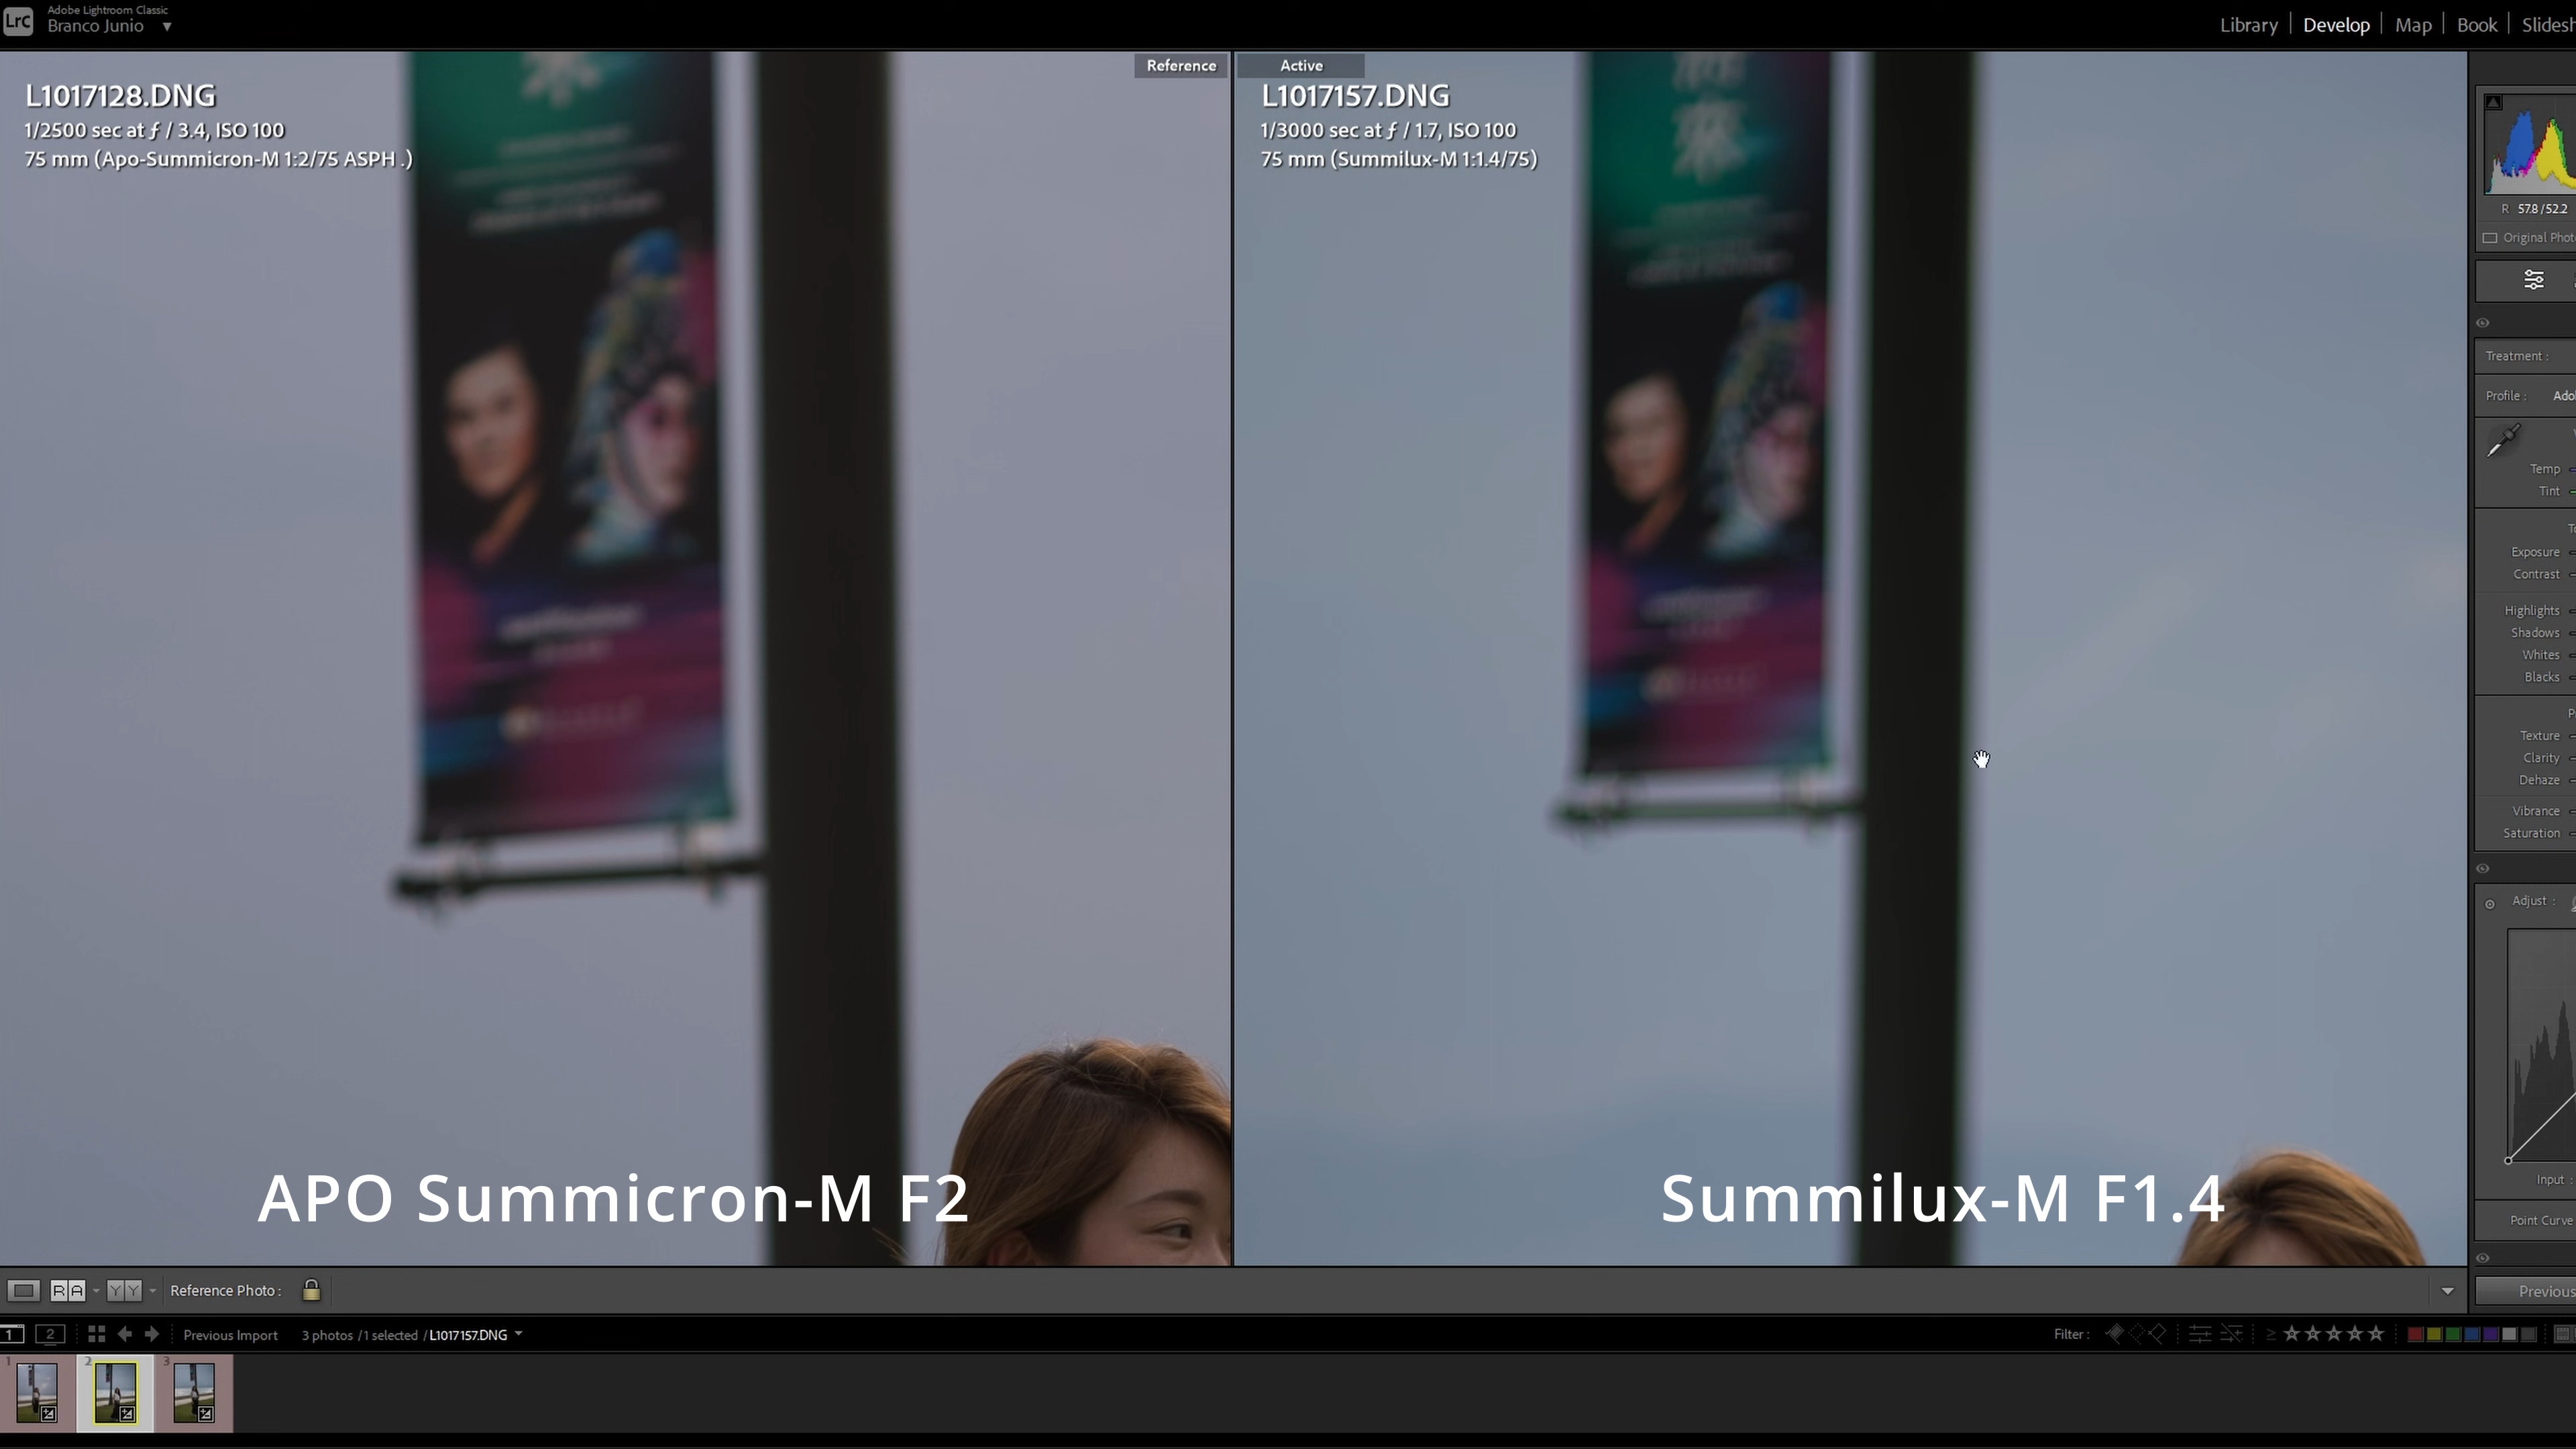 Adobe Lightroom Classic
Branco Junio
Library | Develop | Map | Book | Slidesh
Reference
Active
L1017128.DNG
1/2500 sec at ƒ / 3.4, ISO 100
75 mm (Apo-Summicron-M 1:2/75 ASPH .)
L1017157.DNG
1/3000 sec at ƒ / 1.7, ISO 100
75 mm (Summilux-M 1:1.4/75)
R 57.8 / 52.2
Original Phot
Treatment :
Profile : Ado
Temp
Tint
Exposure
Contrast
Highlights
Shadows
Whites
Blacks
Texture
Clarity
Dehaze
Vibrance
Saturation
Adjust :
Input :
Point Curve
APO Summicron-M F2
Summilux-M F1.4
R A
Y Y
Reference Photo :
Previous
1
2
Previous Import
3 photos / 1 selected / L1017157.DNG
Filter :
1
2
3